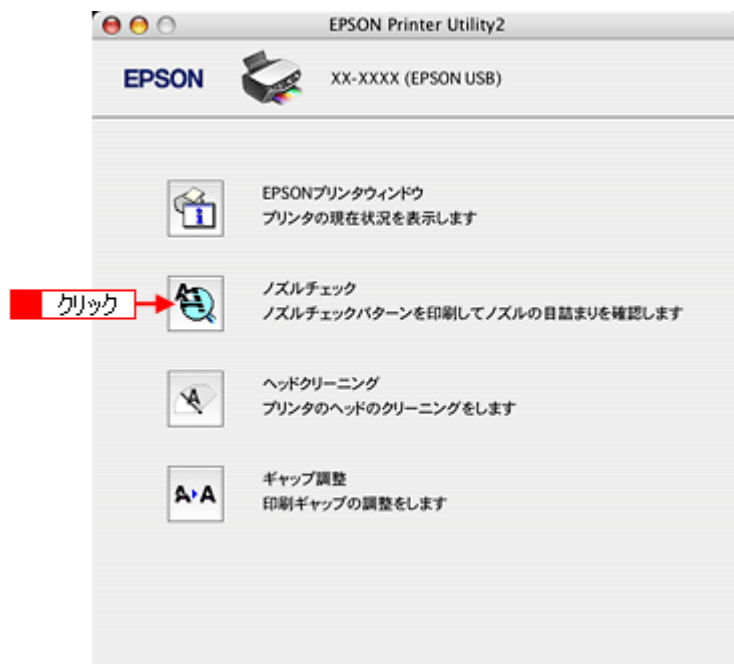 EPSON Printer Utility2
EPSON
XX-XXXX (EPSON USB)
EPSONプリンタウィンドウ
プリンタの現在状況を表示します
クリック
ノズルチェック
ノズルチェックパターンを印刷してノズルの目詰まりを確認します
ヘッドクリーニング
プリンタのヘッドのクリーニングをします
A▸A
ギャップ調整
印刷ギャップの調整をします